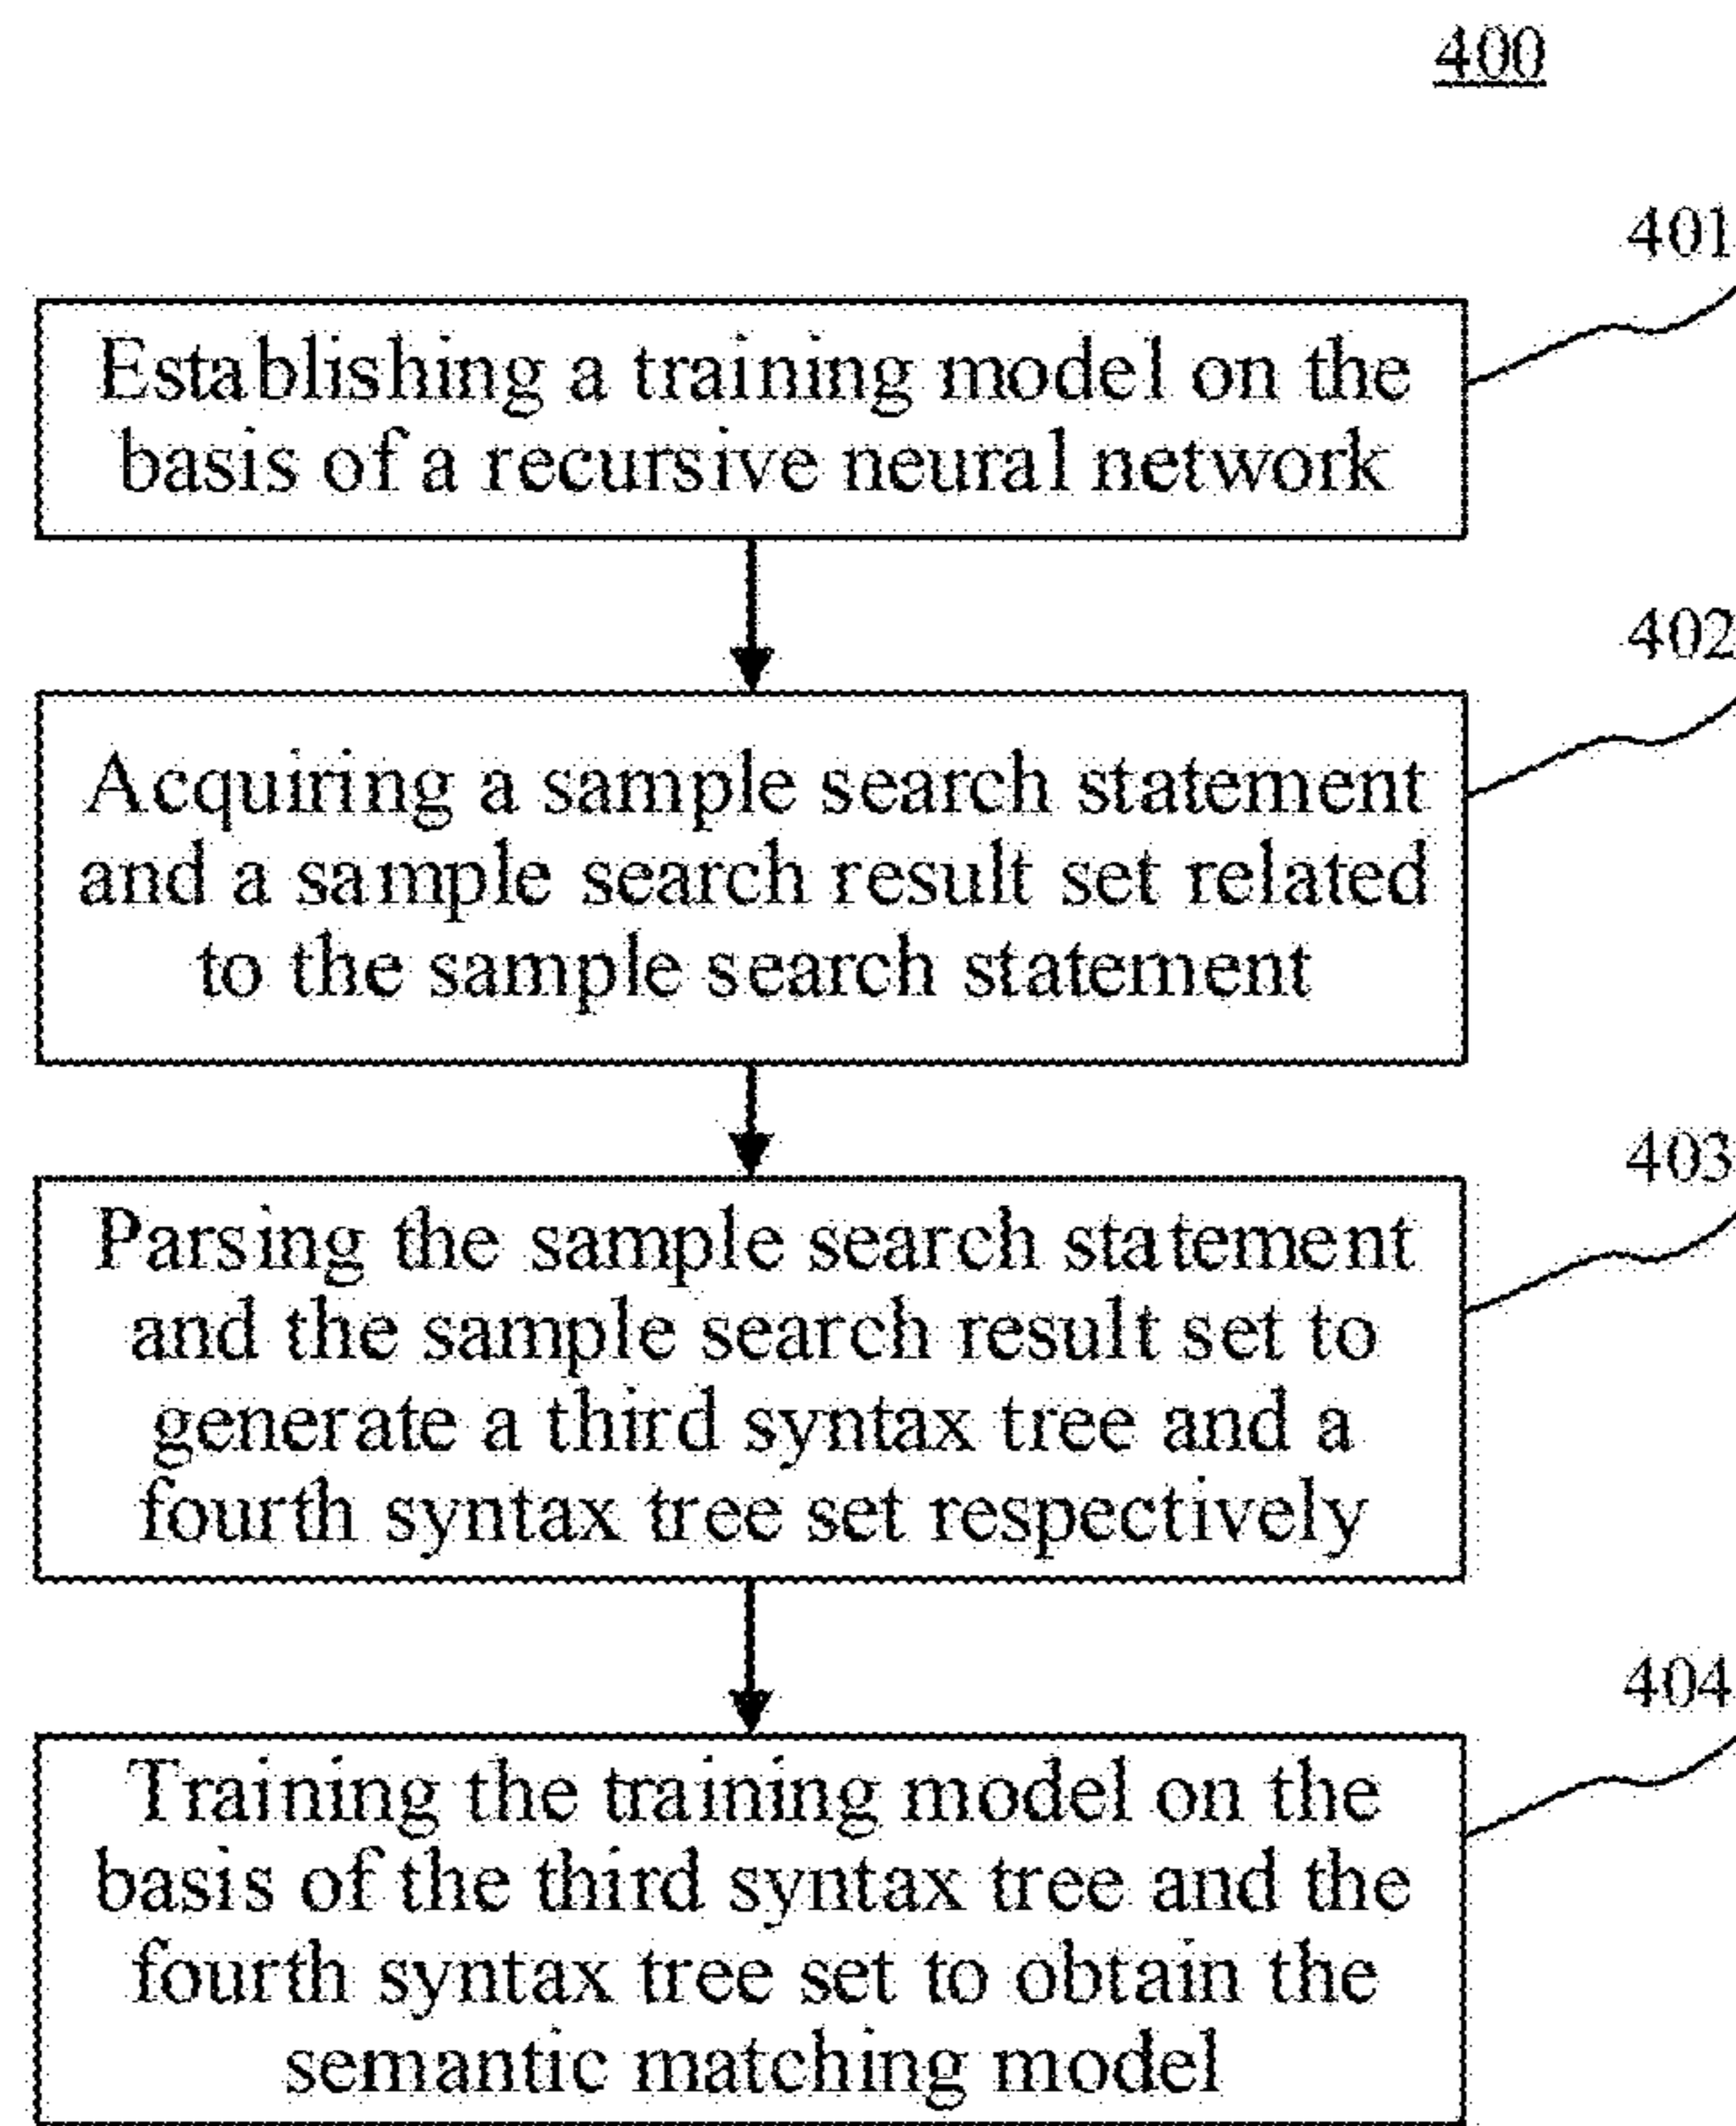 400
401
Establishing a training model on the
basis of a recursive neural network
402
Acquiring a sample search statement
and a sample search result set related
to the sample search statement
403
Parsing the sample search statement
and the sample search result set to
generate a third syntax tree and a
fourth syntax tree set respectively
404
Training the training model on the
basis of the third syntax tree and the
fourth syntax tree set to obtain the
semantic matching model